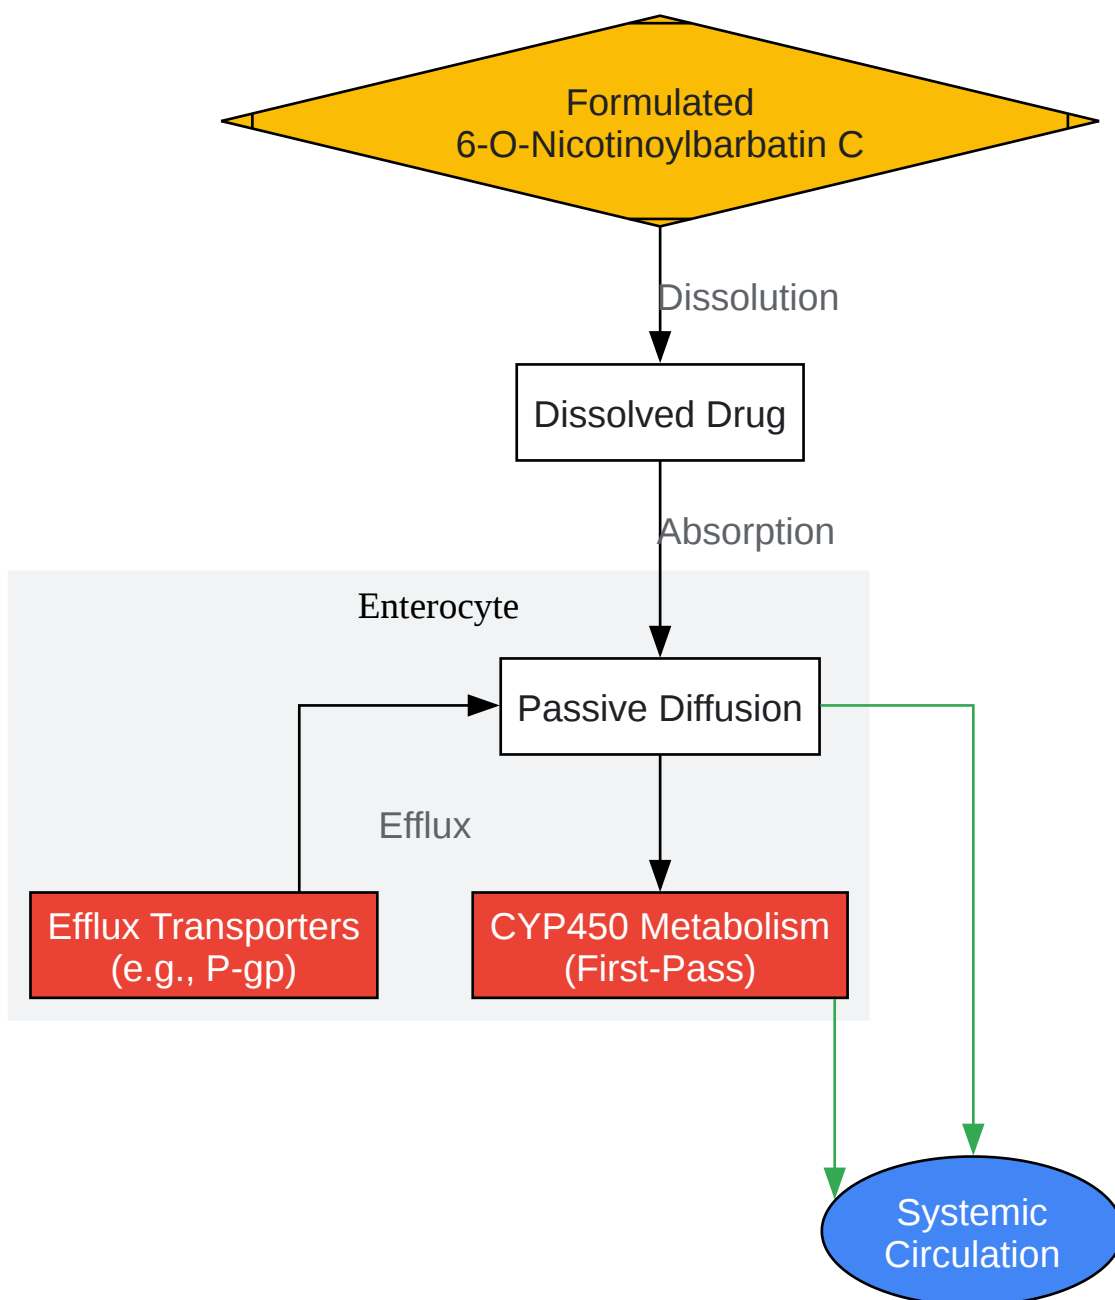 Formulated
6-O-Nicotinoylbarbatin C
Dissolution
Dissolved Drug
Absorption
Enterocyte
Passive Diffusion
Efflux
Efflux Transporters
(e.g., P-gp)
CYP450 Metabolism
(First-Pass)
Systemic
Circulation